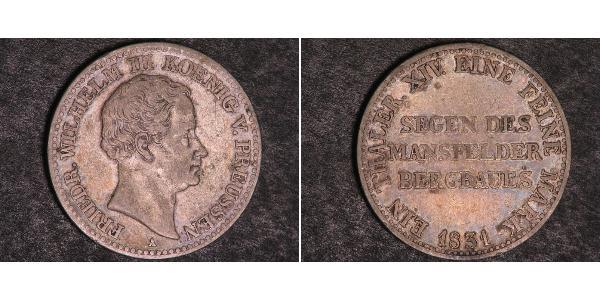 FRIEDR. WILHELM III KOENIG V. PREUSSEN
A
EIN THALER XIV EINE FEINE MARK
SEGEN DES
MANSFELDER
BERGBAUES
1831